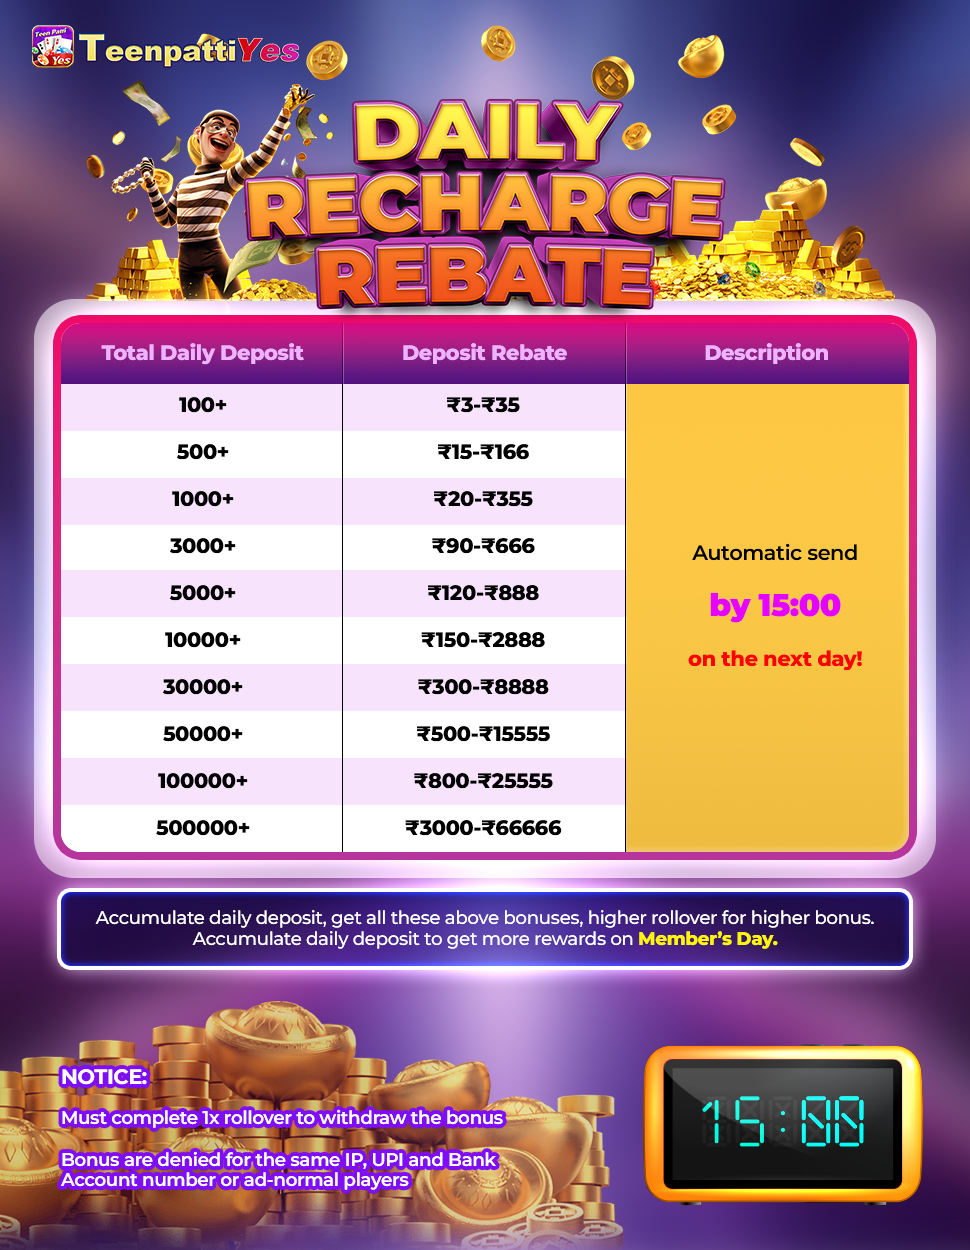 Teen Patti
Yes
TeenpattiYes
DAILY
RECHARGE
REBATE
Total Daily Deposit Deposit Rebate Description
100+ ₹3-₹35
500+ ₹15-₹166
1000+ ₹20-₹355
3000+ ₹90-₹666
Automatic send
5000+ ₹120-₹888
by 15:00
10000+ ₹150-₹2888
on the next day!
30000+ ₹300-₹8888
50000+ ₹500-₹15555
100000+ ₹800-₹25555
500000+ ₹3000-₹66666
Accumulate daily deposit, get all these above bonuses, higher rollover for higher bonus.
Accumulate daily deposit to get more rewards on Member's Day.
NOTICE:
Must complete 1x rollover to withdraw the bonus
Bonus are denied for the same IP, UPI and Bank
Account number or ad-normal players
15:00